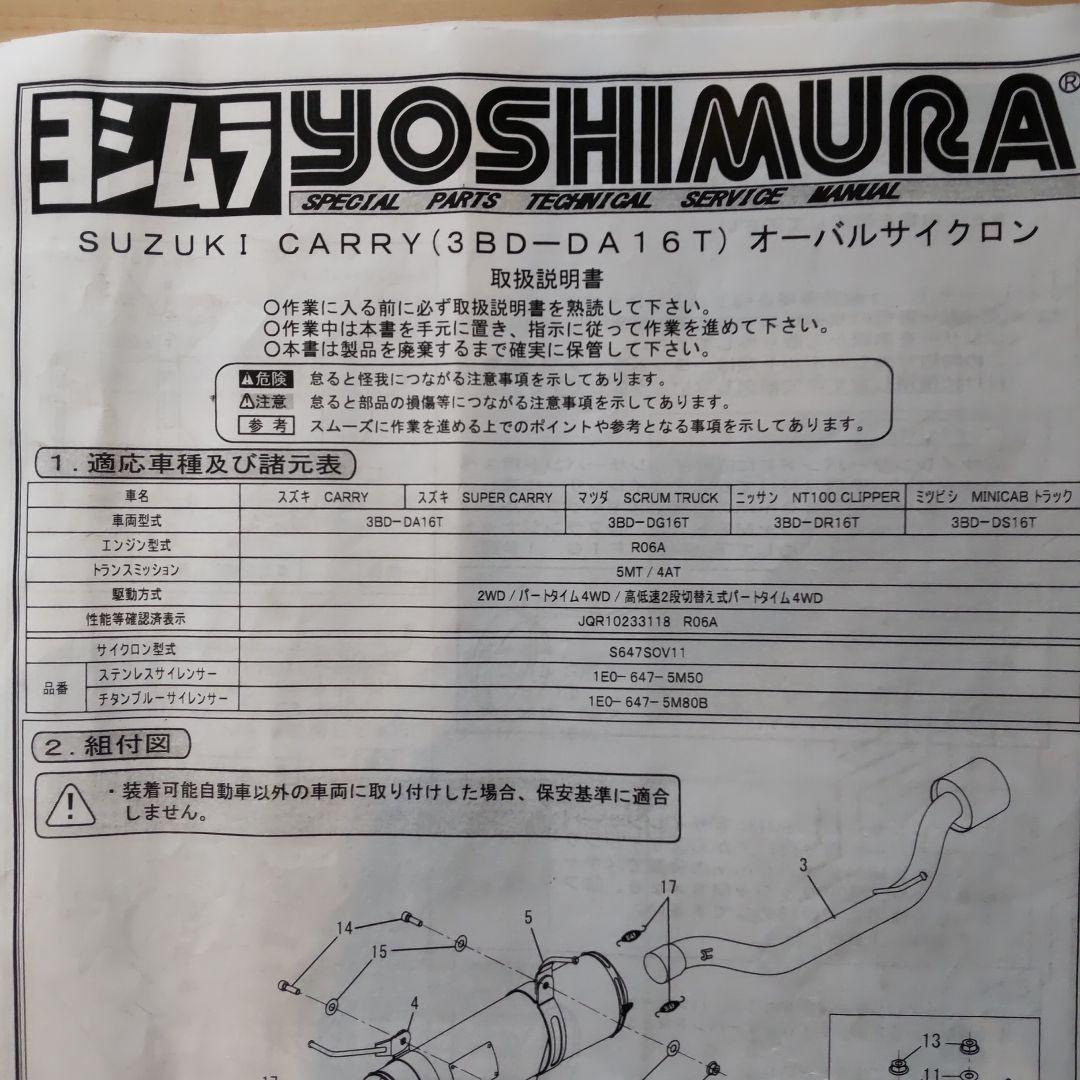 ヨシムラ YOSHIMURA®
SPECIAL PARTS TECHNICAL SERVICE MANUAL
SUZUKI CARRY(3BD－DA16T) オーバルサイクロン
取扱説明書
○作業に入る前に必ず取扱説明書を熟読して下さい。
○作業中は本書を手元に置き、指示に従って作業を進めて下さい。
○本書は製品を廃棄するまで確実に保管して下さい。
⚠危険 怠ると怪我につながる注意事項を示してあります。
⚠注意 怠ると部品の損傷等につながる注意事項を示してあります。
参考 スムーズに作業を進める上でのポイントや参考となる事項を示してあります。
1.適応車種及び諸元表
車名 スズキ CARRY スズキ SUPER CARRY マツダ SCRUM TRUCK ニッサン NT100 CLIPPER ミツビシ MINICAB トラック
車両型式 3BD-DA16T 3BD-DG16T 3BD-DR16T 3BD-DS16T
エンジン型式 R06A
トランスミッション 5MT / 4AT
駆動方式 2WD / パートタイム4WD / 高低速2段切替え式パートタイム4WD
性能等確認済表示 JQR10233118 R06A
サイクロン型式 S647SOV11
品番 ステンレスサイレンサー 1E0-647-5M50
チタンブルーサイレンサー 1E0-647-5M80B
2.組付図
・装着可能自動車以外の車両に取り付けした場合、保安基準に適合
しません。
3
17
5
14
15
4
13
11